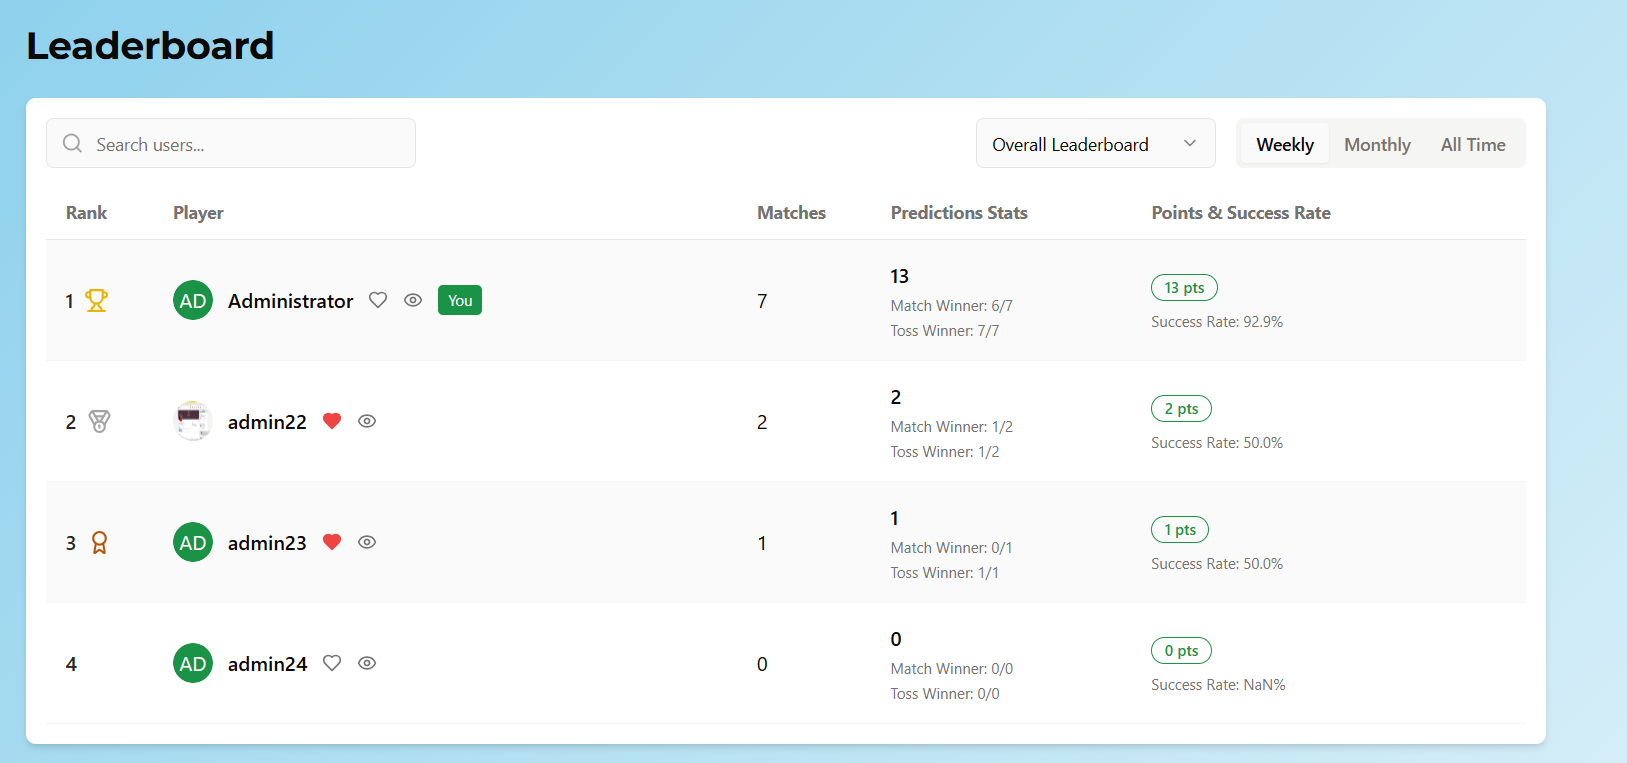 Leaderboard
Search users...
Overall Leaderboard
Weekly Monthly All Time
Rank Player Matches Predictions Stats Points & Success Rate
1 AD Administrator You 7
13
Match Winner: 6/7
Toss Winner: 7/7
13 pts
Success Rate: 92.9%
2 admin22 2
2
Match Winner: 1/2
Toss Winner: 1/2
2 pts
Success Rate: 50.0%
3 AD admin23 1
1
Match Winner: 0/1
Toss Winner: 1/1
1 pts
Success Rate: 50.0%
4 AD admin24 0
0
Match Winner: 0/0
Toss Winner: 0/0
0 pts
Success Rate: NaN%